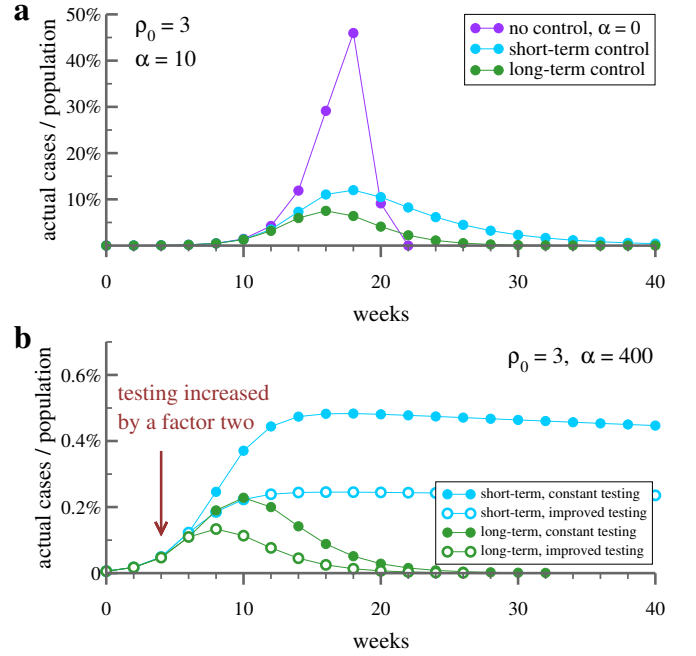 a
ρ0 = 3
α = 10
no control, α = 0
short-term control
long-term control
actual cases / population
50%
40%
30%
20%
10%
0
0 10 20 30 40
weeks
b
ρ0 = 3, α = 400
testing increased
by a factor two
actual cases / population
0.6%
0.4%
0.2%
0
short-term, constant testing
short-term, improved testing
long-term, constant testing
long-term, improved testing
0 10 20 30 40
weeks